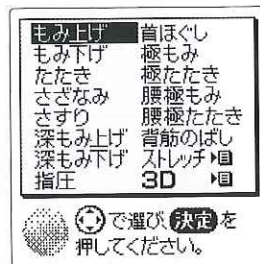 もみ上げ 首ほぐし
もみ下げ 極もみ
たたき 極たたき
さざなみ 腰極もみ
さすり 腰極たたき
深もみ上げ 背筋のばし
深もみ下げ ストレッチ
指圧 3D
で選び、決定を
押してください。